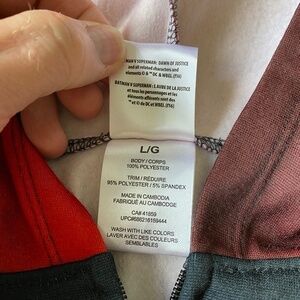 BATMAN V SUPERMAN: DAWN OF JUSTICE
and all related characters and
elements © & ™ DC & WBEI. (s16)
BATMAN V SUPERMAN : L'AUBE DE LA JUSTICE
et tous les personnages et les
éléments afférents sont des
™ et © de DC et WBEI. (s16)
L/G
BODY / CORPS
100% POLYESTER
TRIM / RÉDUIRE
95% POLYESTER / 5% SPANDEX
MADE IN CAMBODIA
FABRIQUÉ AU CAMBODGE
CA# 41859
UPC#686216169444
WASH WITH LIKE COLORS
LAVER AVEC DES COULEURS
SEMBLABLES